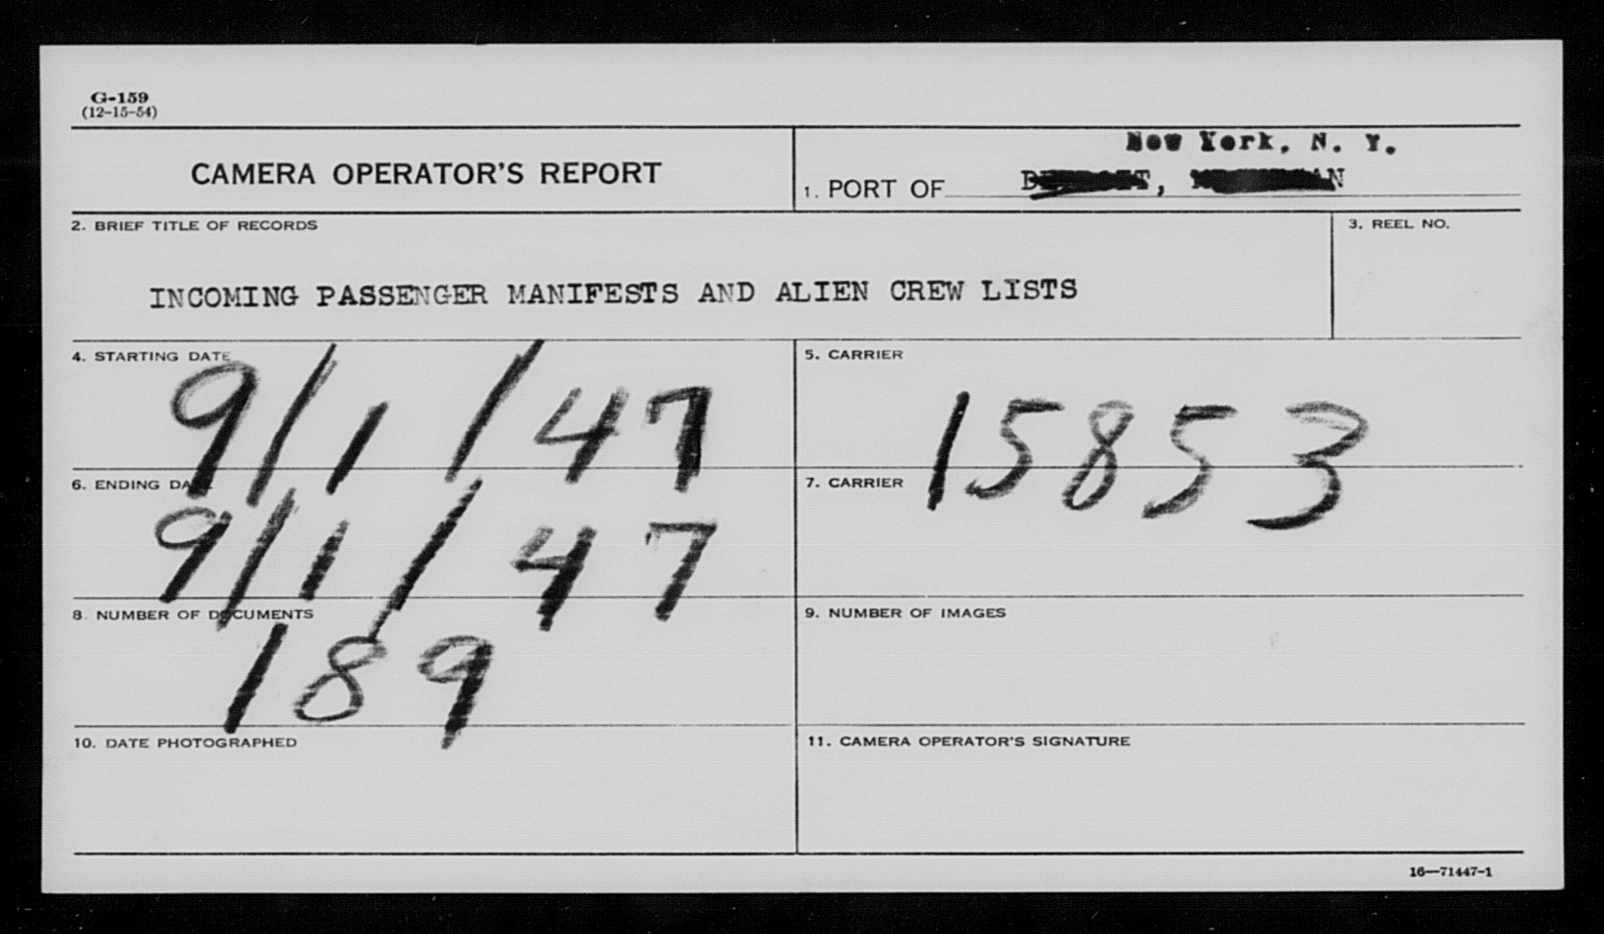 G-159
(12-15-54)
CAMERA OPERATOR'S REPORT
New York, N. Y.
1. PORT OF
2. BRIEF TITLE OF RECORDS
3. REEL NO.
INCOMING PASSENGER MANIFESTS AND ALIEN CREW LISTS
4. STARTING DATE
9/1/47
5. CARRIER
15853
6. ENDING DATE
9/1/47
7. CARRIER
8. NUMBER OF DOCUMENTS
189
9. NUMBER OF IMAGES
10. DATE PHOTOGRAPHED
11. CAMERA OPERATOR'S SIGNATURE
16—71447-1